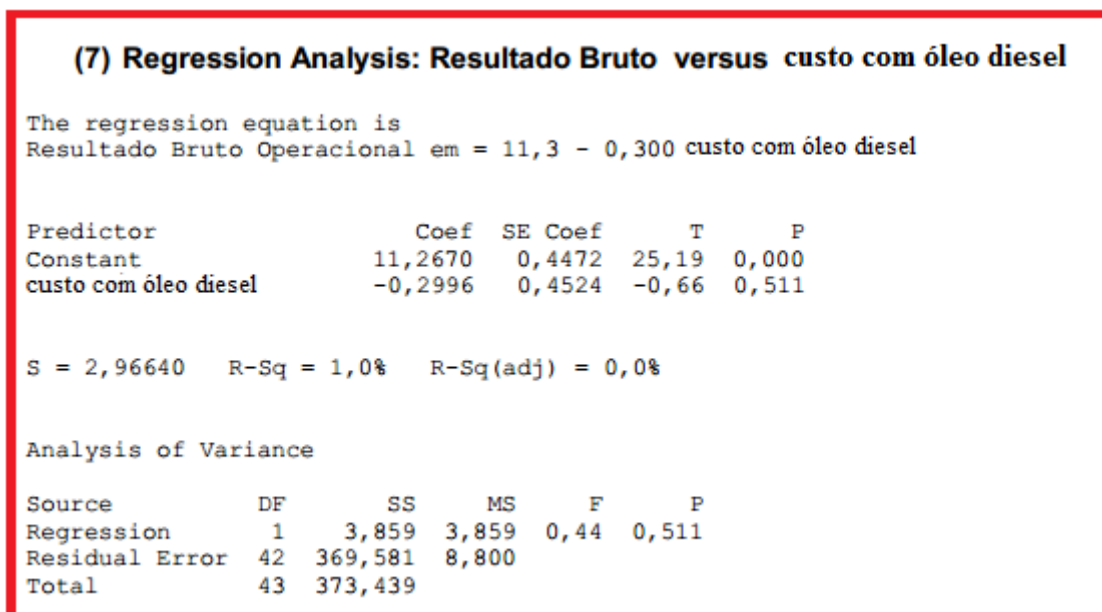 (7) Regression Analysis: Resultado Bruto versus custo com óleo diesel
The regression equation is
Resultado Bruto Operacional em = 11,3 - 0,300 custo com óleo diesel
Predictor Coef SE Coef T P
Constant 11,2670 0,4472 25,19 0,000
custo com óleo diesel -0,2996 0,4524 -0,66 0,511
S = 2,96640 R-Sq = 1,0% R-Sq(adj) = 0,0%
Analysis of Variance
Source DF SS MS F P
Regression 1 3,859 3,859 0,44 0,511
Residual Error 42 369,581 8,800
Total 43 373,439